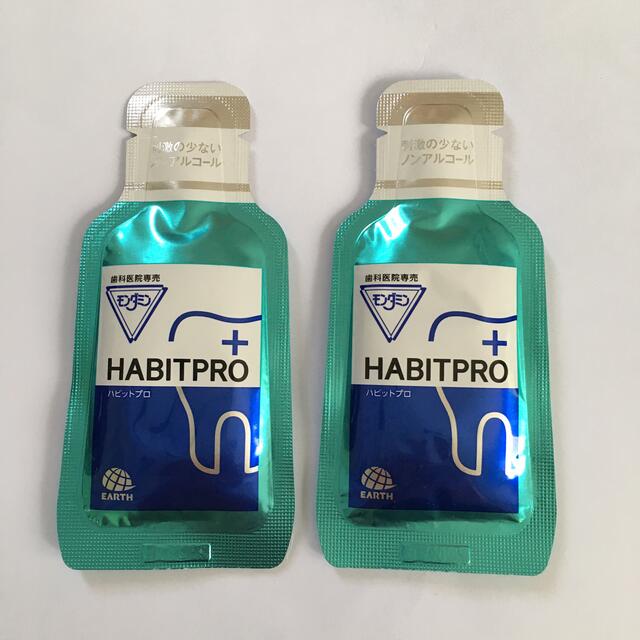 刺激の少ない
ノンアルコール
歯科医院専売
モンダミン
HABITPRO
ハビットプロ
EARTH
刺激の少ない
ノンアルコール
歯科医院専売
モンダミン
HABITPRO
ハビットプロ
EARTH